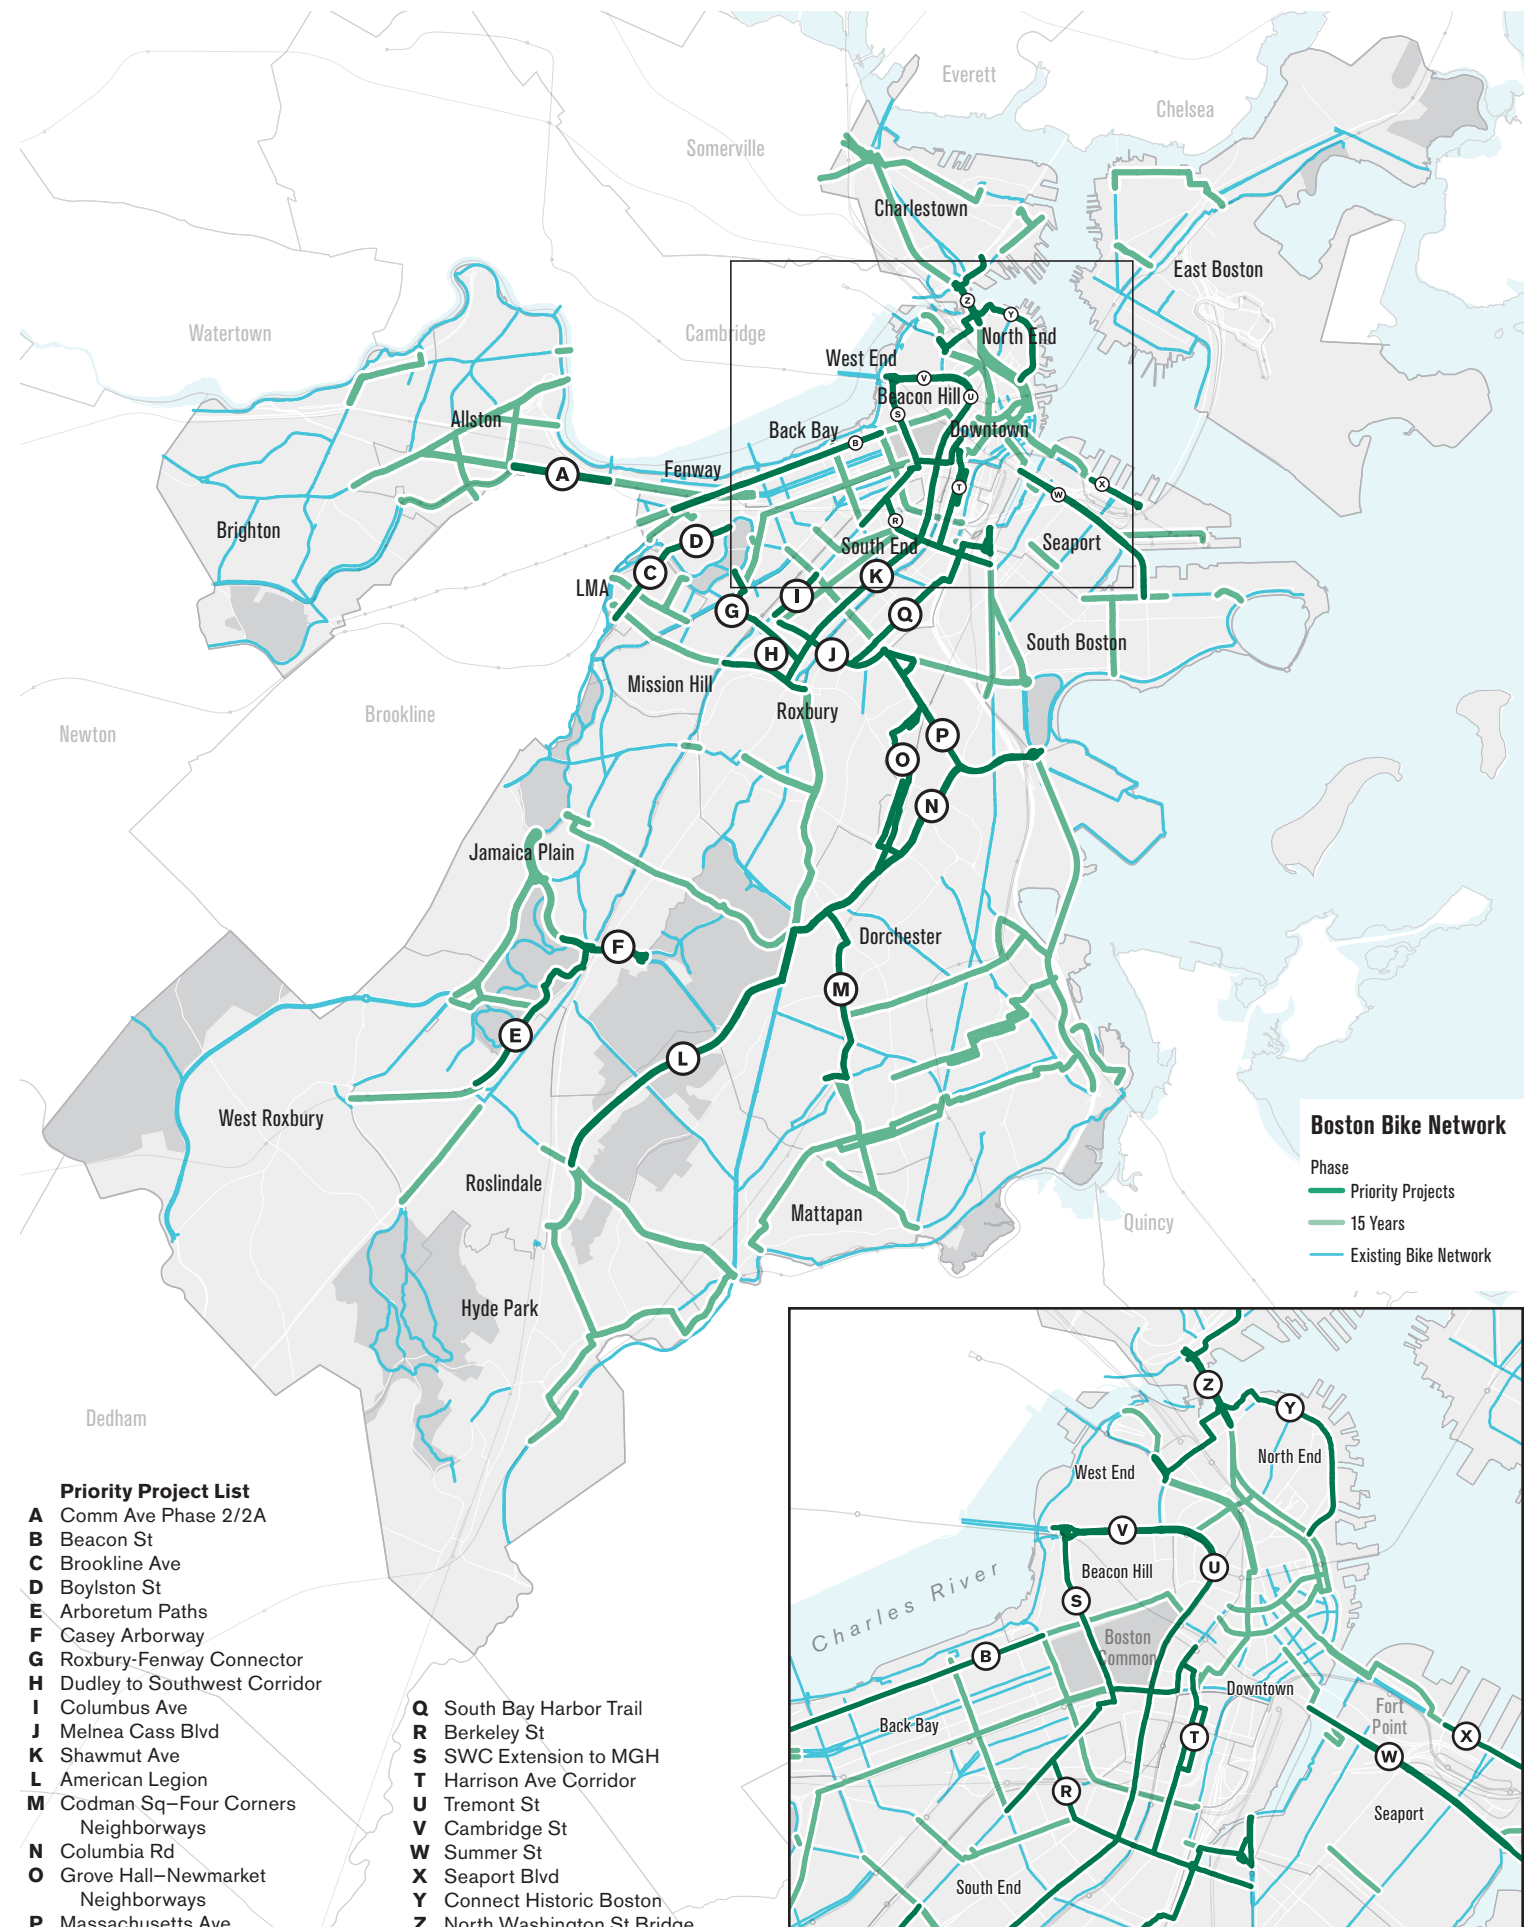 Everett
Chelsea
Somerville
Charlestown
East Boston
Watertown
Cambridge
Z
Y
North End
West End
V
Beacon Hill
U
S
Allston
Back Bay
B
Downtown
Fenway
A
T
W
X
Brighton
R
D
South End
Seaport
C
K
LMA
I
G
Q
South Boston
H
J
Mission Hill
Roxbury
Brookline
Newton
P
O
N
Jamaica Plain
F
Dorchester
M
E
L
West Roxbury
Boston Bike Network
Phase
Priority Projects
15 Years
Existing Bike Network
Roslindale
Mattapan
Quincy
Hyde Park
Dedham
Priority Project List
A Comm Ave Phase 2/2A
B Beacon St
C Brookline Ave
D Boylston St
E Arboretum Paths
F Casey Arborway
G Roxbury-Fenway Connector
H Dudley to Southwest Corridor
I Columbus Ave
J Melnea Cass Blvd
K Shawmut Ave
L American Legion
M Codman Sq–Four Corners
Neighborways
N Columbia Rd
O Grove Hall–Newmarket
Neighborways
P Massachusetts Ave
Q South Bay Harbor Trail
R Berkeley St
S SWC Extension to MGH
T Harrison Ave Corridor
U Tremont St
V Cambridge St
W Summer St
X Seaport Blvd
Y Connect Historic Boston
Z North Washington St Bridge
Z
Y
North End
West End
V
Beacon Hill
U
S
Charles River
Boston
Common
B
Downtown
Back Bay
Fort
Point
T
X
W
R
Seaport
South End